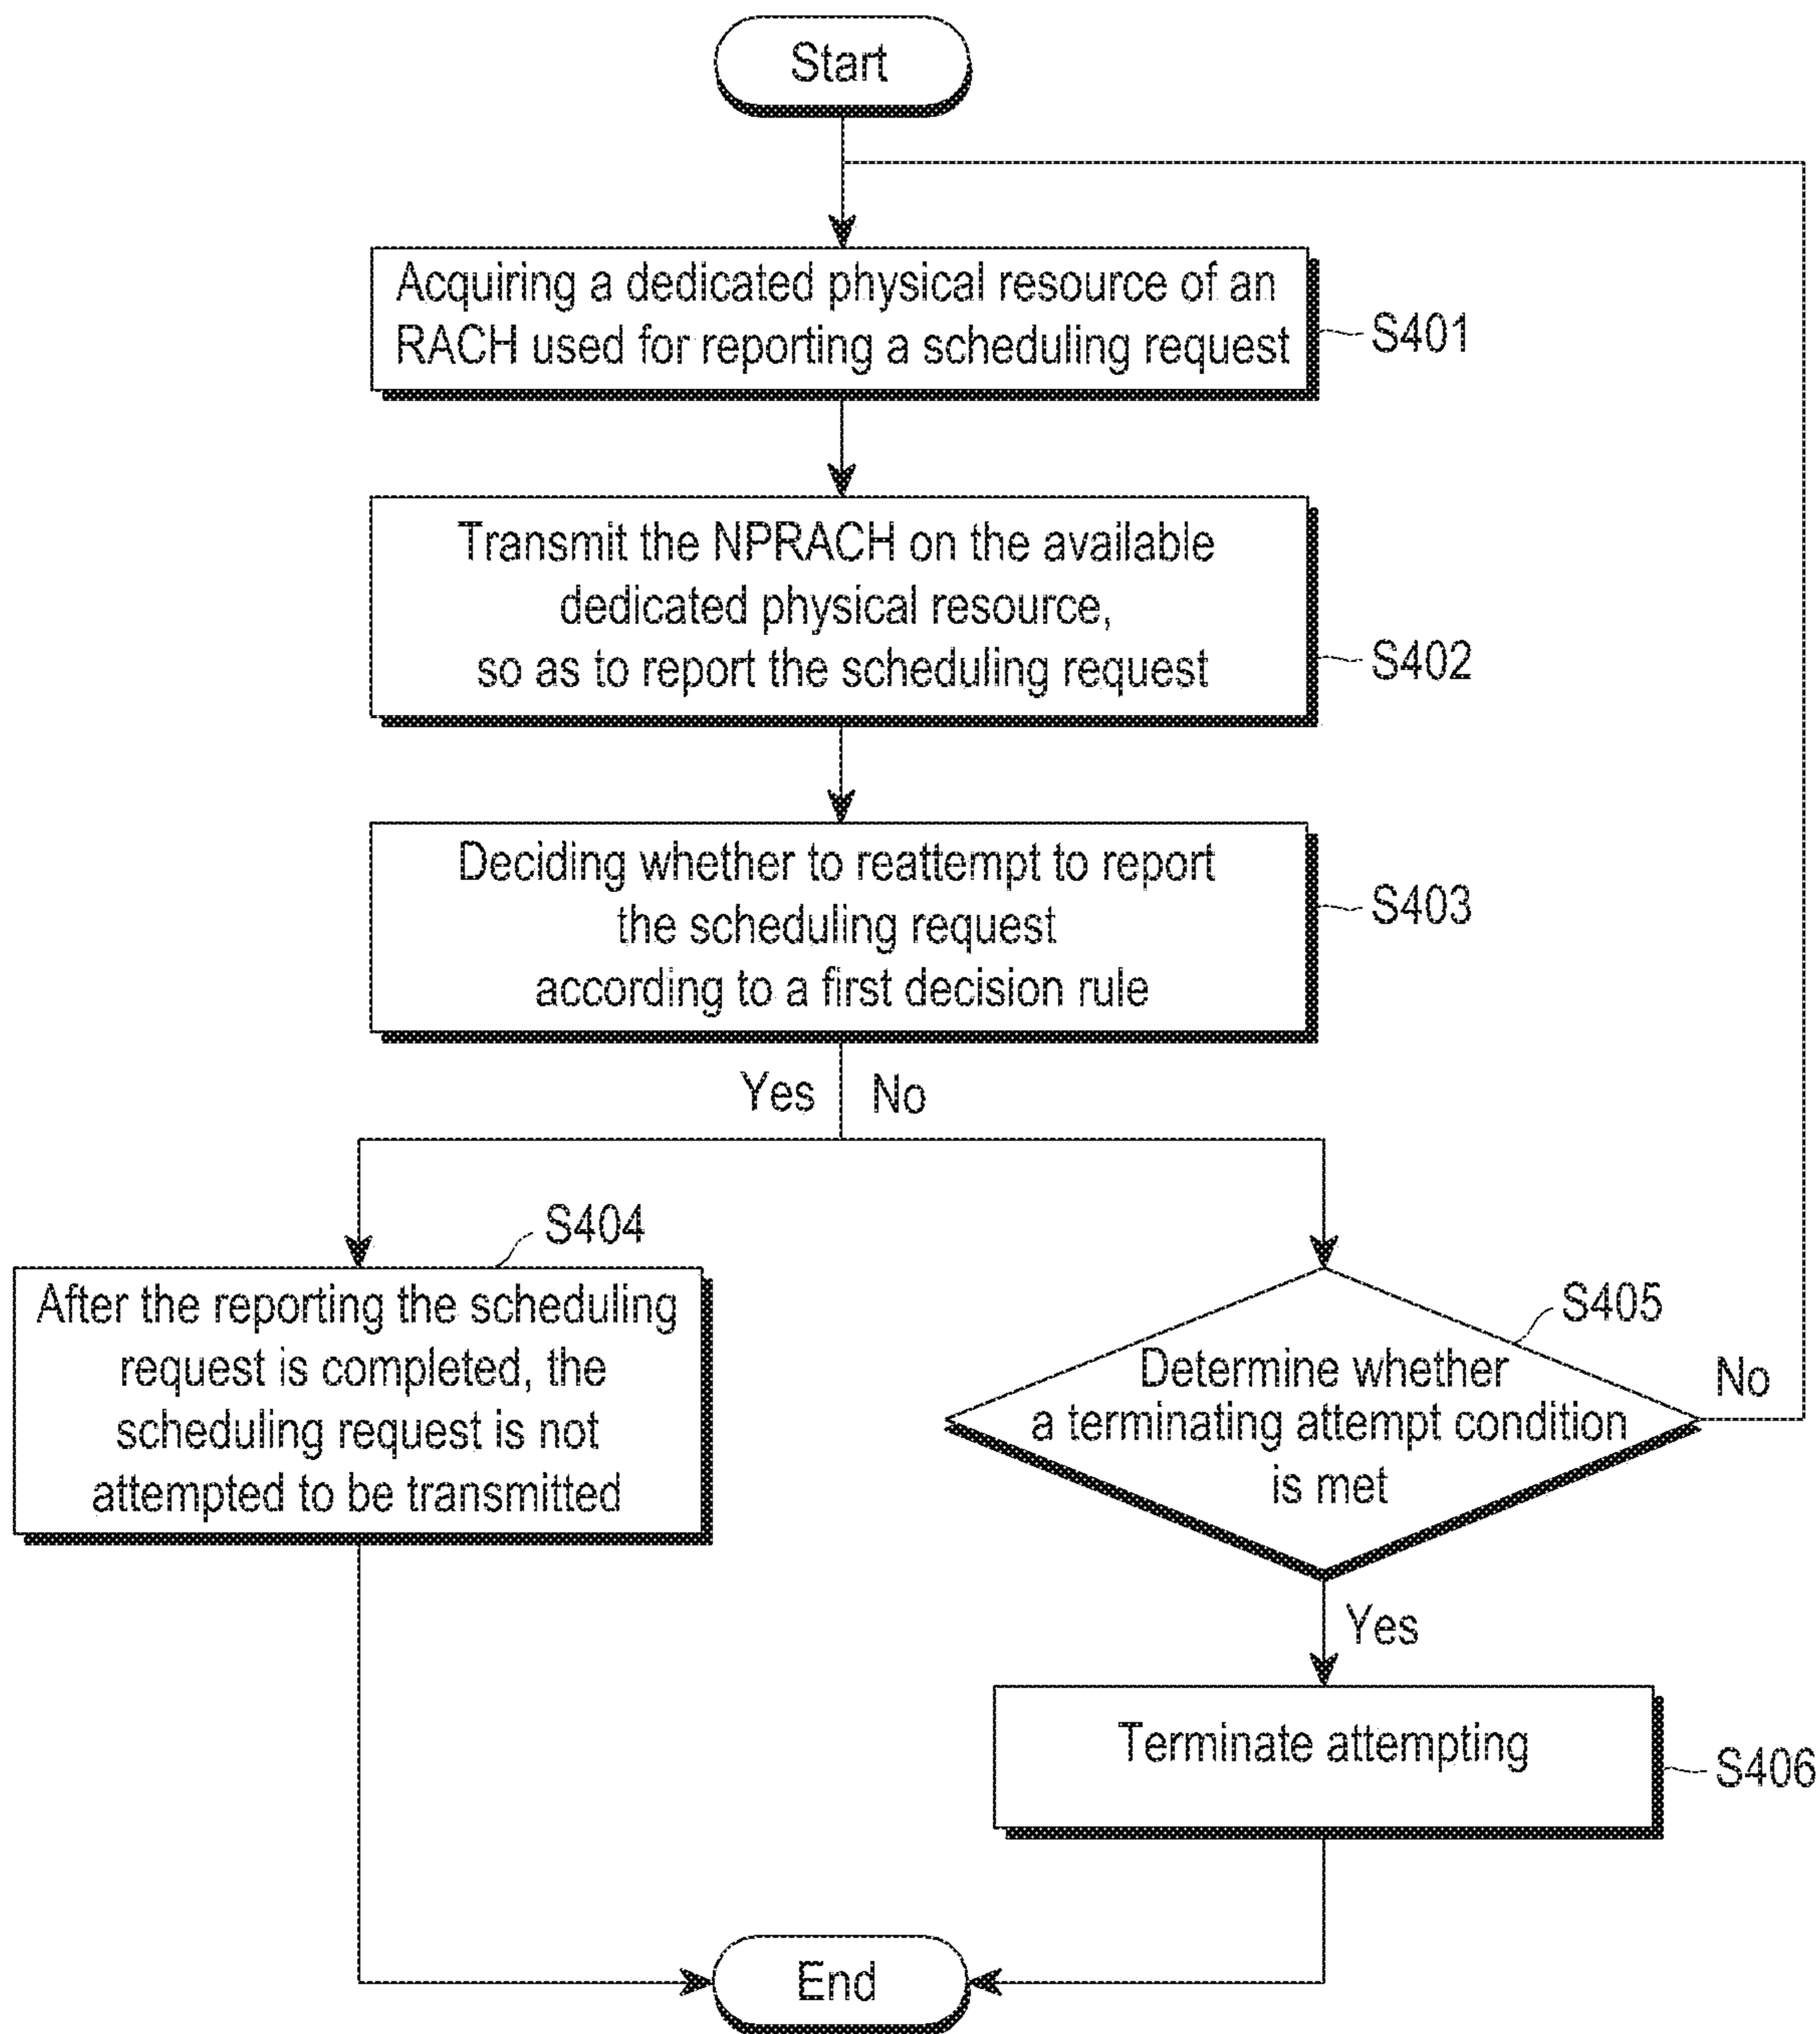 Start
Acquiring a dedicated physical resource of an
RACH used for reporting a scheduling request
S401
Transmit the NPRACH on the available
dedicated physical resource,
so as to report the scheduling request
S402
Deciding whether to reattempt to report
the scheduling request
according to a first decision rule
S403
Yes
No
S404
After the reporting the scheduling
request is completed, the
scheduling request is not
attempted to be transmitted
S405
Determine whether
a terminating attempt condition
is met
No
Yes
Terminate attempting
S406
End